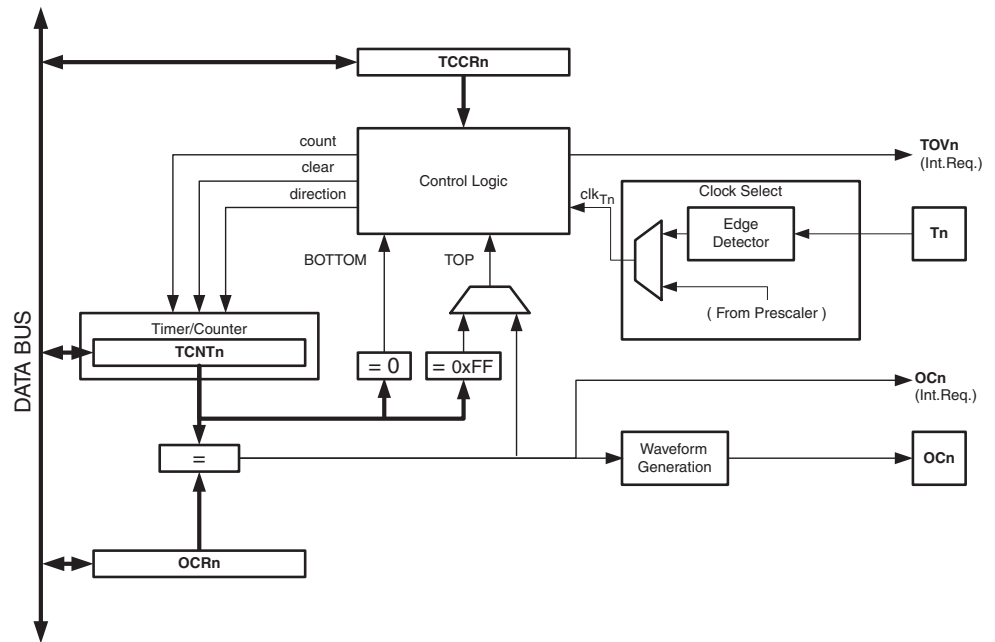 TCCRn
count
clear
direction
Control Logic
TOVn
(Int.Req.)
clkTn
Clock Select
Edge
Detector
Tn
( From Prescaler )
BOTTOM
TOP
Timer/Counter
TCNTn
= 0
= 0xFF
DATA BUS
OCn
(Int.Req.)
=
Waveform
Generation
OCn
OCRn